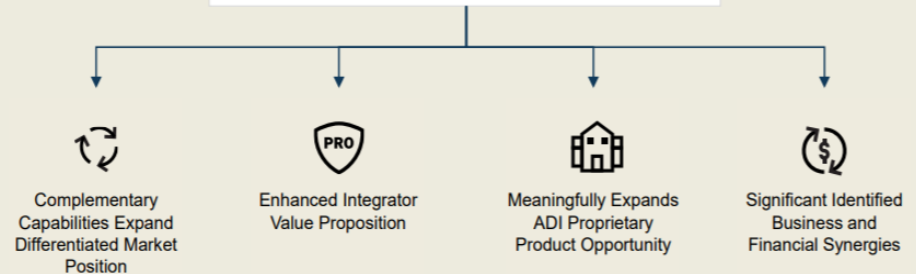 PRO
Complementary
Capabilities Expand
Differentiated Market
Position
Enhanced Integrator
Value Proposition
Meaningfully Expands
ADI Proprietary
Product Opportunity
$
Significant Identified
Business and
Financial Synergies